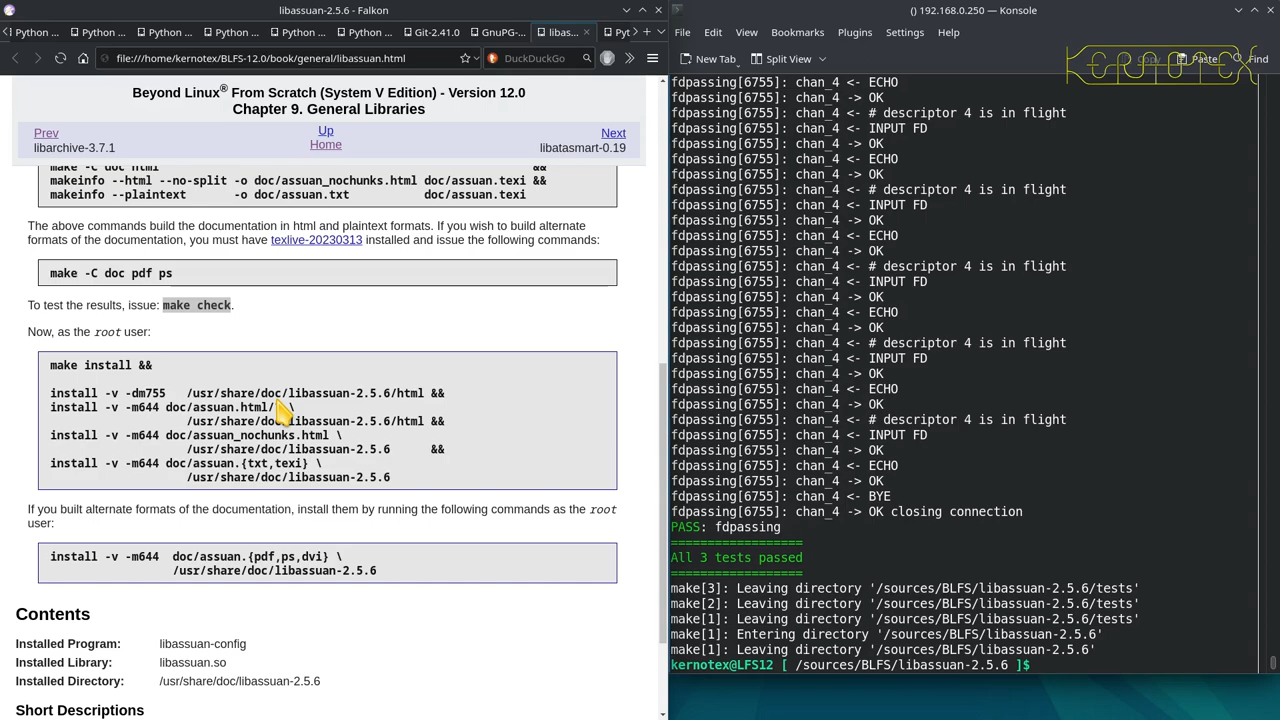 libassuan-2.5.6 - Falkon
Python ...
Python ...
Python ...
Python ...
Python ...
Python ...
Git-2.41.0
GnuPG-...
libas...
Pyt
file:///home/kernotex/BLFS-12.0/book/general/libassuan.html
DuckDuckGo
Beyond Linux® From Scratch (System V Edition) - Version 12.0
Chapter 9. General Libraries
Prev
Up
Next
libarchive-3.7.1
Home
libatasmart-0.19
make -C doc html &&
makeinfo --html --no-split -o doc/assuan_nochunks.html doc/assuan.texi &&
makeinfo --plaintext -o doc/assuan.txt doc/assuan.texi
The above commands build the documentation in html and plaintext formats. If you wish to build alternate
formats of the documentation, you must have texlive-20230313 installed and issue the following commands:
make -C doc pdf ps
To test the results, issue: make check.
Now, as the root user:
make install &&
install -v -dm755 /usr/share/doc/libassuan-2.5.6/html &&
install -v -m644 doc/assuan.html/* \
/usr/share/doc/libassuan-2.5.6/html &&
install -v -m644 doc/assuan_nochunks.html \
/usr/share/doc/libassuan-2.5.6 &&
install -v -m644 doc/assuan.{txt,texi} \
/usr/share/doc/libassuan-2.5.6
If you built alternate formats of the documentation, install them by running the following commands as the root
user:
install -v -m644 doc/assuan.{pdf,ps,dvi} \
/usr/share/doc/libassuan-2.5.6
Contents
Installed Program: libassuan-config
Installed Library: libassuan.so
Installed Directory: /usr/share/doc/libassuan-2.5.6
Short Descriptions
() 192.168.0.250 — Konsole
File Edit View Bookmarks Plugins Settings Help
New Tab Split View Copy Paste Find
KernoTex
fdpassing[6755]: chan_4 <- ECHO
fdpassing[6755]: chan_4 -> OK
fdpassing[6755]: chan_4 <- # descriptor 4 is in flight
fdpassing[6755]: chan_4 <- INPUT FD
fdpassing[6755]: chan_4 -> OK
fdpassing[6755]: chan_4 <- ECHO
fdpassing[6755]: chan_4 -> OK
fdpassing[6755]: chan_4 <- # descriptor 4 is in flight
fdpassing[6755]: chan_4 <- INPUT FD
fdpassing[6755]: chan_4 -> OK
fdpassing[6755]: chan_4 <- ECHO
fdpassing[6755]: chan_4 -> OK
fdpassing[6755]: chan_4 <- # descriptor 4 is in flight
fdpassing[6755]: chan_4 <- INPUT FD
fdpassing[6755]: chan_4 -> OK
fdpassing[6755]: chan_4 <- ECHO
fdpassing[6755]: chan_4 -> OK
fdpassing[6755]: chan_4 <- # descriptor 4 is in flight
fdpassing[6755]: chan_4 <- INPUT FD
fdpassing[6755]: chan_4 -> OK
fdpassing[6755]: chan_4 <- ECHO
fdpassing[6755]: chan_4 -> OK
fdpassing[6755]: chan_4 <- # descriptor 4 is in flight
fdpassing[6755]: chan_4 <- INPUT FD
fdpassing[6755]: chan_4 -> OK
fdpassing[6755]: chan_4 <- ECHO
fdpassing[6755]: chan_4 -> OK
fdpassing[6755]: chan_4 <- BYE
fdpassing[6755]: chan_4 -> OK closing connection
PASS: fdpassing
==================
All 3 tests passed
==================
make[3]: Leaving directory '/sources/BLFS/libassuan-2.5.6/tests'
make[2]: Leaving directory '/sources/BLFS/libassuan-2.5.6/tests'
make[1]: Leaving directory '/sources/BLFS/libassuan-2.5.6/tests'
make[1]: Entering directory '/sources/BLFS/libassuan-2.5.6'
make[1]: Leaving directory '/sources/BLFS/libassuan-2.5.6'
kernotex@LFS12 [ /sources/BLFS/libassuan-2.5.6 ]$